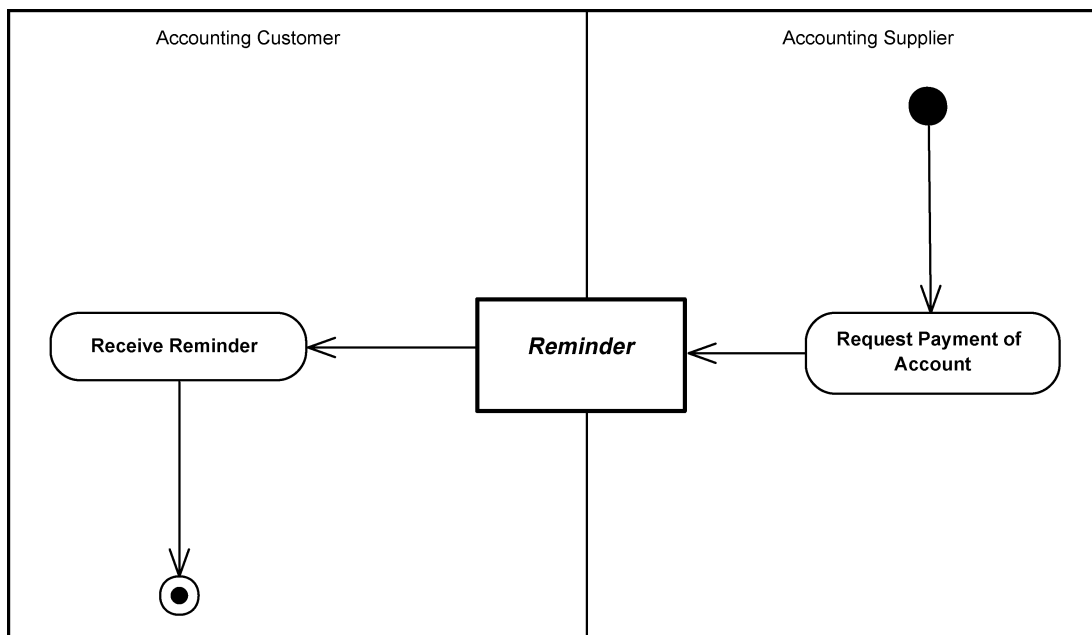 Accounting Customer
Accounting Supplier
Receive Reminder
Reminder
Request Payment of
Account